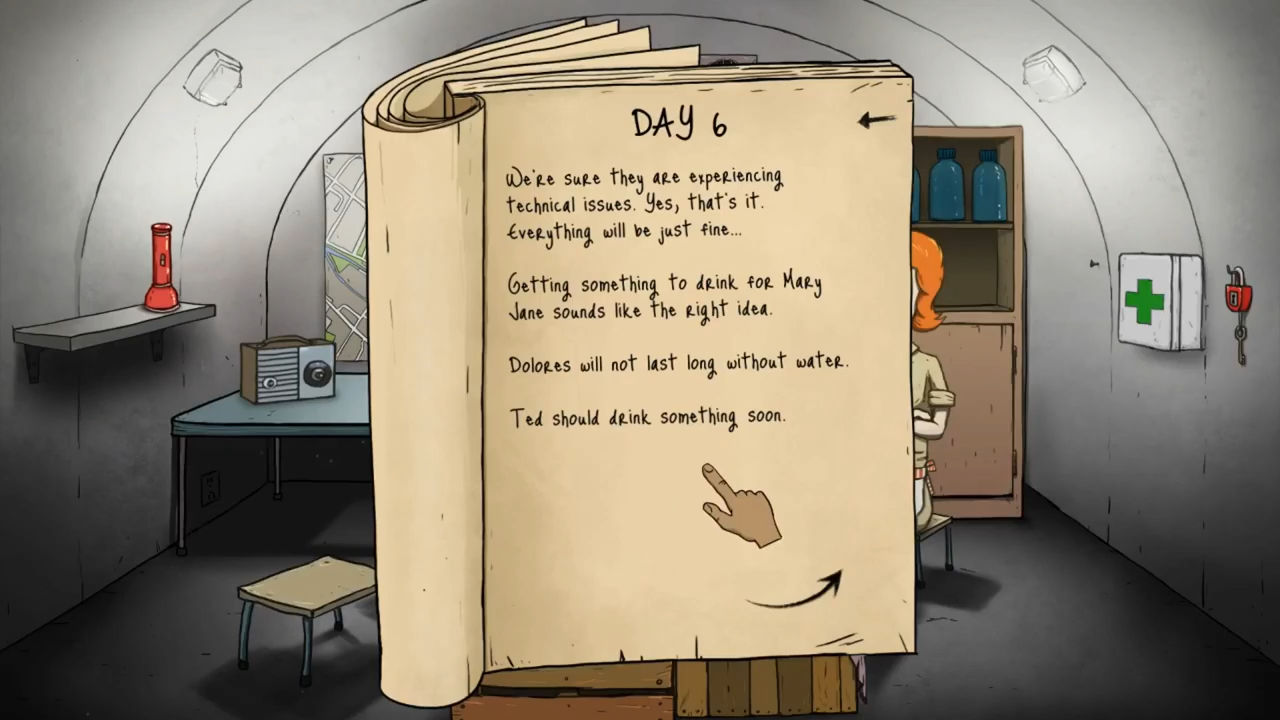 DAY 6
We're sure they are experiencing
technical issues. Yes, that's it.
Everything will be just fine...
Getting something to drink for Mary
Jane sounds like the right idea.
Dolores will not last long without water.
Ted should drink something soon.